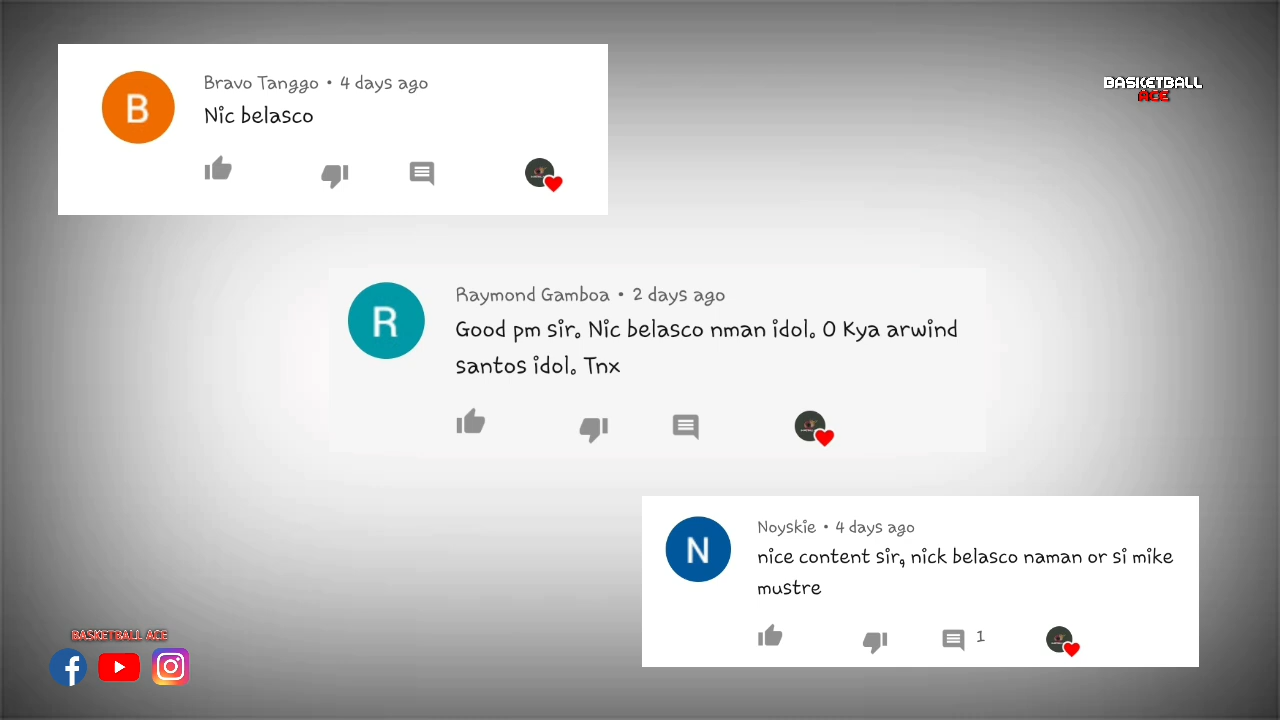 B
Bravo Tanggo • 4 days ago
Nic belasco
BASKETBALL
ACE
R
Raymond Gamboa • 2 days ago
Good pm sir. Nic belasco nman idol. O Kya arwind
santos idol. Tnx
N
Noyskie • 4 days ago
nice content sir, nick belasco naman or si mike
mustre
1
BASKETBALL ACE